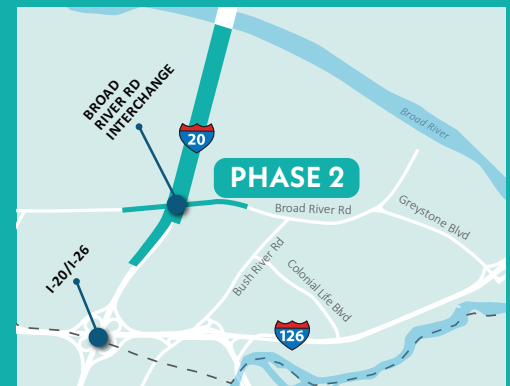 BROAD
RIVER RD
INTERCHANGE
20
Broad River
PHASE 2
Broad River Rd
Greystone Blvd
Bush River Rd
I-20/I-26
Colonial Life Blvd
126